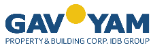 GAV YAM
PROPERTY & BUILDING CORP. IDB GROUP